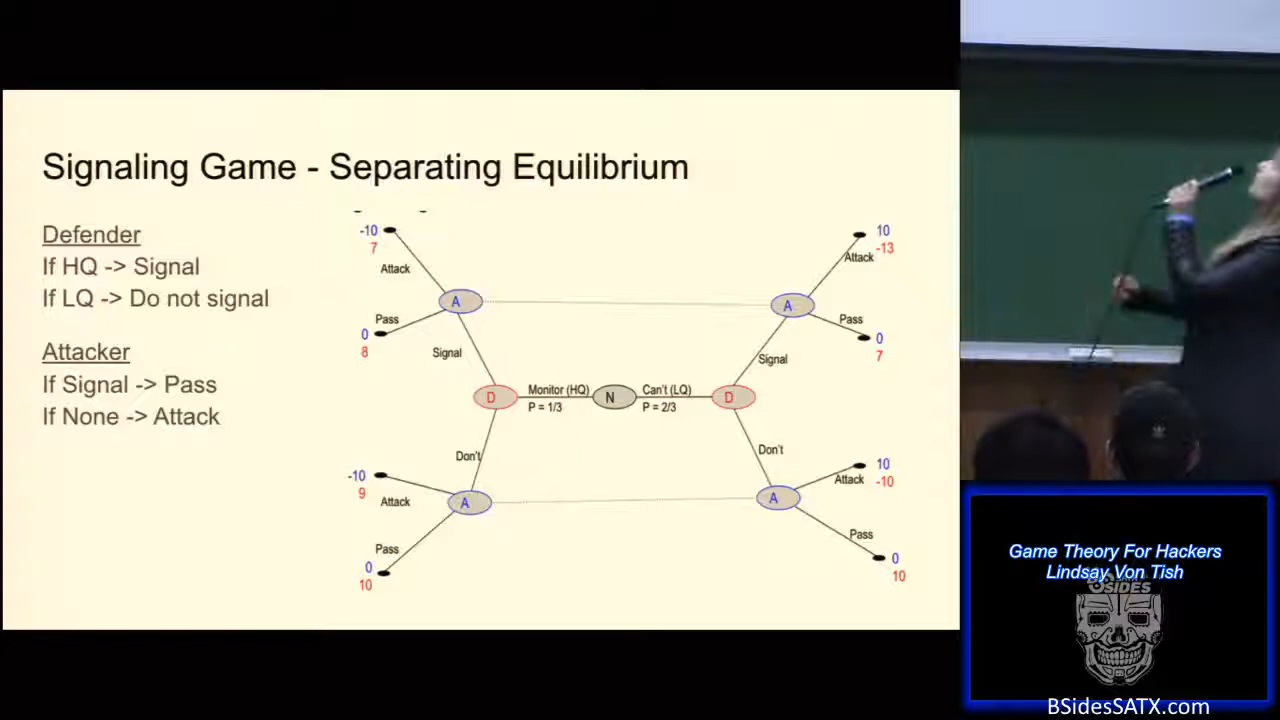 Signaling Game - Separating Equilibrium
Defender
If HQ -> Signal
If LQ -> Do not signal
Attacker
If Signal -> Pass
If None -> Attack
-10
7
Attack
A
Pass
0
8
Signal
D
Monitor (HQ)
P = 1/3
N
Can't (LQ)
P = 2/3
D
Don't
-10
9
Attack
A
Pass
0
10
10
-13
Attack
A
Pass
0
7
Signal
Don't
10
-10
Attack
A
Pass
0
10
Game Theory For Hackers
Lindsay Von Tish
BSIDES
BSidesSATX.com